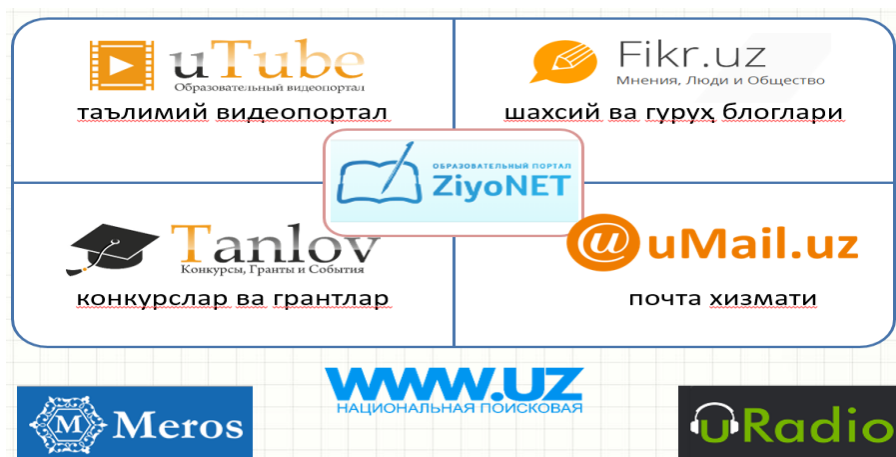 uTube
Образовательный видеопортал
таълимий видеопортал
Fikr.uz
Мнения, Люди и Общество
шахсий ва гуруҳ блоглари
ОБРАЗОВАТЕЛЬНЫЙ ПОРТАЛ
ZiyoNET
Tanlov
Конкурсы, Гранты и События
конкурслар ва грантлар
@uMail.uz
почта хизмати
WWW.UZ
НАЦИОНАЛЬНАЯ ПОИСКОВАЯ
M Meros
uRadio